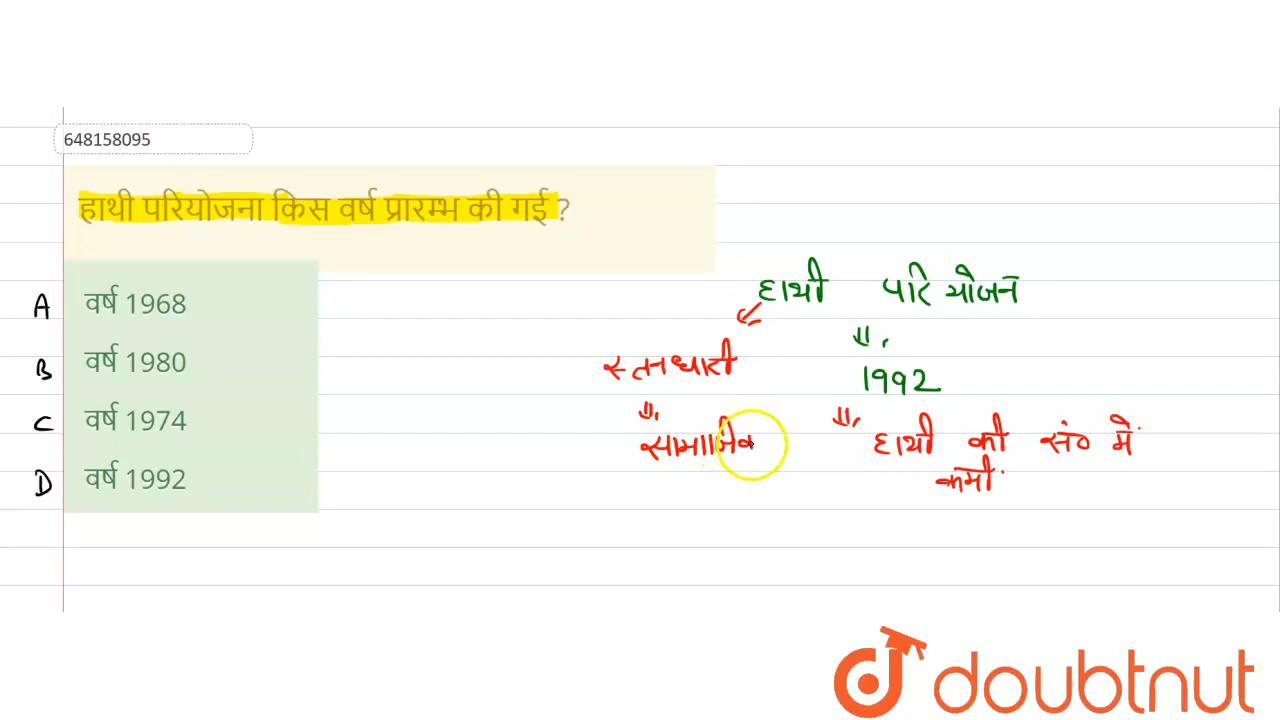 648158095
हाथी परियोजना किस वर्ष प्रारम्भ की गई ?
A वर्ष 1968
B वर्ष 1980
C वर्ष 1974
D वर्ष 1992
हाथी परियोजन
1992
स्तनधारी
सामाजिक
हाथी की सं० में
कमी
doubtnut